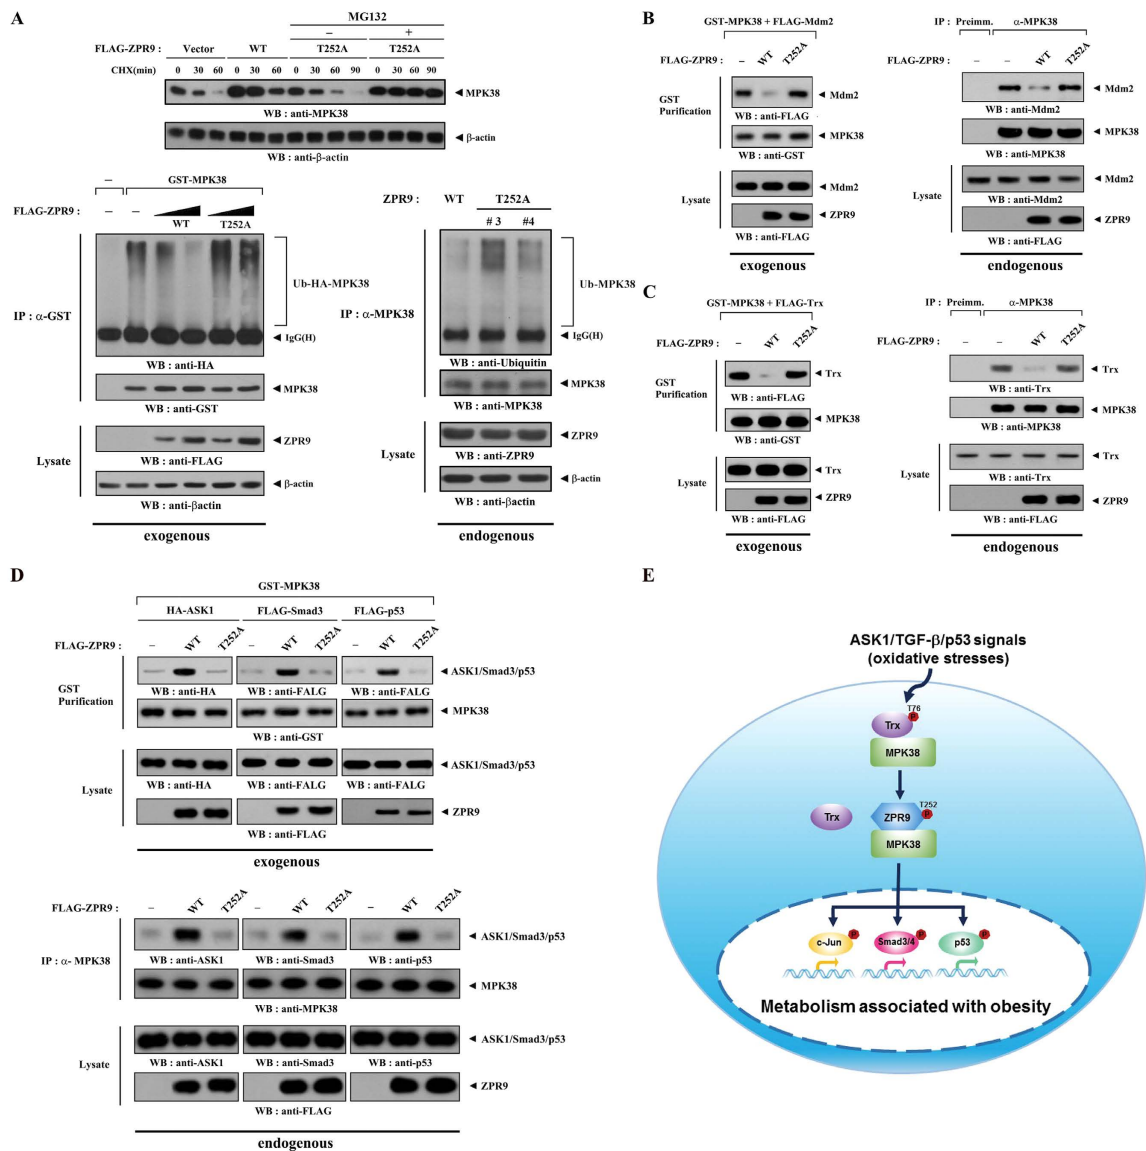 A
MG132
– +
FLAG-ZPR9 : Vector WT T252A T252A
CHX(min) 0 30 60 0 30 60 0 30 60 90 0 30 60 90
MPK38
WB : anti-MPK38
β-actin
WB : anti-β-actin
– GST-MPK38
FLAG-ZPR9 : – – WT T252A
IP : α-GST
Ub-HA-MPK38
IgG(H)
WB : anti-HA
MPK38
WB : anti-GST
Lysate
ZPR9
WB : anti-FLAG
β-actin
WB : anti-βactin
exogenous
ZPR9 : WT T252A
# 3 #4
IP : α-MPK38
Ub-MPK38
IgG(H)
WB : anti-Ubiquitin
MPK38
WB : anti-MPK38
Lysate
ZPR9
WB : anti-ZPR9
β-actin
WB : anti-βactin
endogenous
B
GST-MPK38 + FLAG-Mdm2
FLAG-ZPR9 : – WT T252A
GST
Purification
Mdm2
WB : anti-FLAG
MPK38
WB : anti-GST
Lysate
Mdm2
ZPR9
WB : anti-FLAG
exogenous
IP : Preimm. α-MPK38
FLAG-ZPR9 : – – WT T252A
Mdm2
WB : anti-Mdm2
MPK38
WB : anti-MPK38
Lysate
Mdm2
WB : anti-Mdm2
ZPR9
WB : anti-FLAG
endogenous
C
GST-MPK38 + FLAG-Trx
FLAG-ZPR9 : – WT T252A
GST
Purification
Trx
WB : anti-FLAG
MPK38
WB : anti-GST
Lysate
Trx
ZPR9
WB : anti-FLAG
exogenous
IP : Preimm. α-MPK38
FLAG-ZPR9 : – – WT T252A
Trx
WB : anti-Trx
MPK38
WB : anti-MPK38
Lysate
Trx
WB : anti-Trx
ZPR9
WB : anti-FLAG
endogenous
D
GST-MPK38
HA-ASK1 FLAG-Smad3 FLAG-p53
FLAG-ZPR9 : – WT T252A – WT T252A – WT T252A
GST
Purification
ASK1/Smad3/p53
WB : anti-HA WB : anti-FALG WB : anti-FALG
MPK38
WB : anti-GST
Lysate
ASK1/Smad3/p53
WB : anti-HA WB : anti-FALG WB : anti-FALG
ZPR9
WB : anti-FLAG
exogenous
FLAG-ZPR9 : – WT T252A – WT T252A – WT T252A
IP : α- MPK38
ASK1/Smad3/p53
WB : anti-ASK1 WB : anti-Smad3 WB : anti-p53
MPK38
WB : anti-MPK38
Lysate
ASK1/Smad3/p53
WB : anti-ASK1 WB : anti-Smad3 WB : anti-p53
ZPR9
WB : anti-FLAG
endogenous
E
ASK1/TGF-β/p53 signals
(oxidative stresses)
T76
P
Trx
MPK38
T252
P
Trx ZPR9
MPK38
P P P
c-Jun Smad3/4 p53
Metabolism associated with obesity